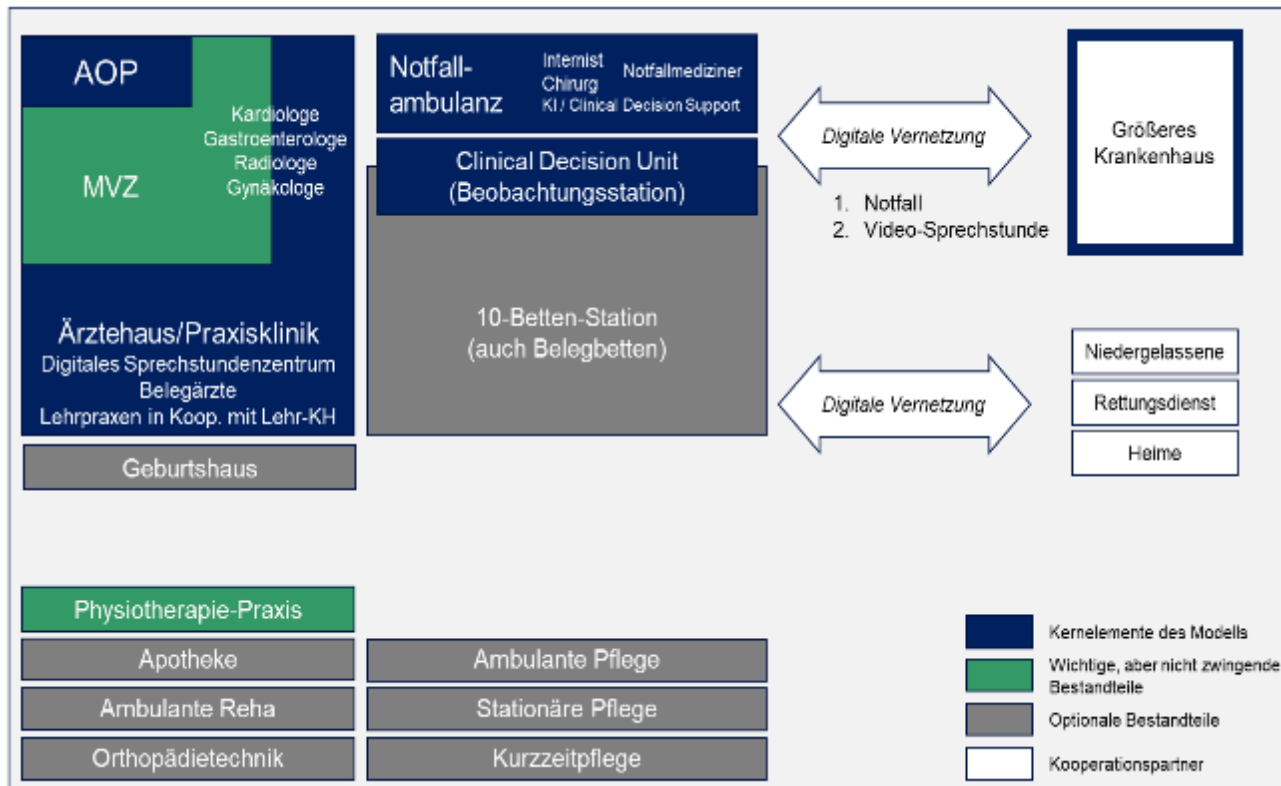 AOP
MVZ
Kardiologe
Gastroenterologe
Radiologe
Gynäkologe
Ärztehaus/Praxisklinik
Digitales Sprechstundenzentrum
Belegärzte
Lehrpraxen in Koop. mit Lehr-KH
Geburtshaus
Notfall-
ambulanz
Internist
Chirurg
Notfallmediziner
KI / Clinical Decision Support
Clinical Decision Unit
(Beobachtungsstation)
10-Betten-Station
(auch Belegbetten)
Digitale Vernetzung
1. Notfall
2. Video-Sprechstunde
Größeres
Krankenhaus
Digitale Vernetzung
Niedergelassene
Rettungsdienst
Heime
Physiotherapie-Praxis
Apotheke
Ambulante Reha
Orthopädietechnik
Ambulante Pflege
Stationäre Pflege
Kurzzeitpflege
Kernelemente des Modells
Wichtige, aber nicht zwingende
Bestandteile
Optionale Bestandteile
Kooperationspartner